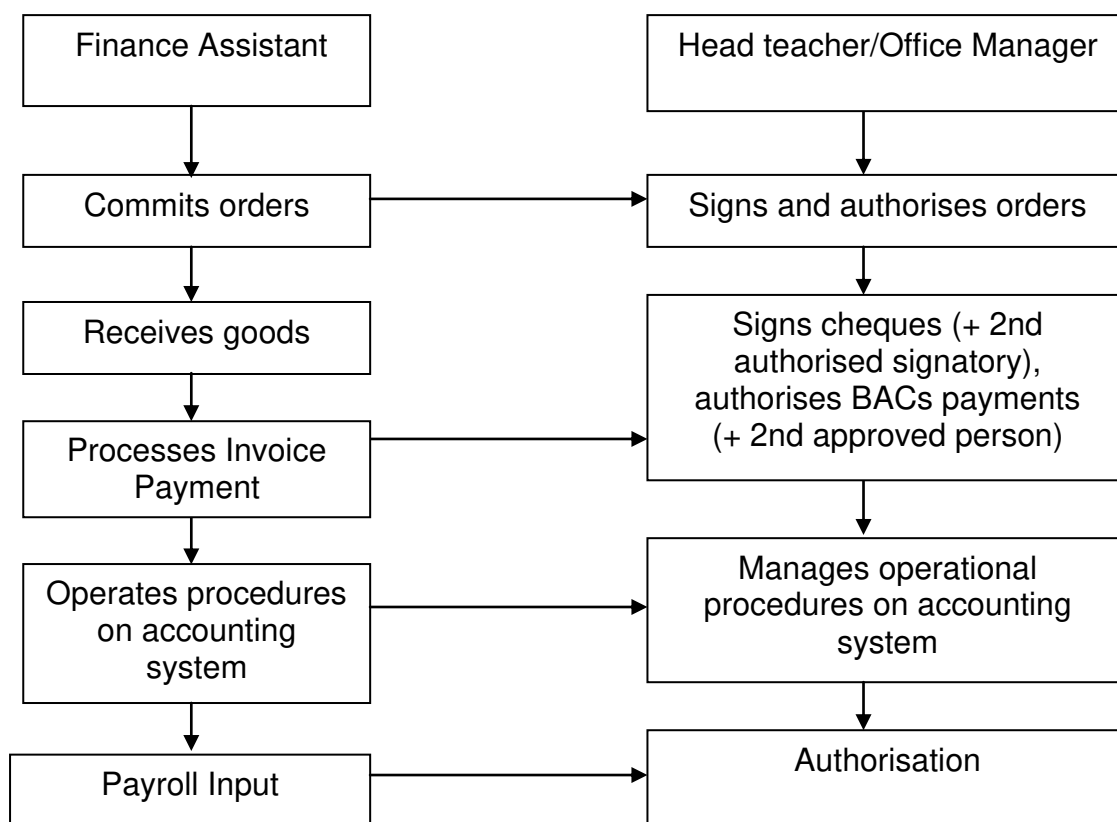 Finance Assistant
Head teacher/Office Manager
Commits orders
Signs and authorises orders
Receives goods
Signs cheques (+ 2nd
authorised signatory),
authorises BACs payments
(+ 2nd approved person)
Processes Invoice
Payment
Operates procedures
on accounting
system
Manages operational
procedures on accounting
system
Payroll Input
Authorisation